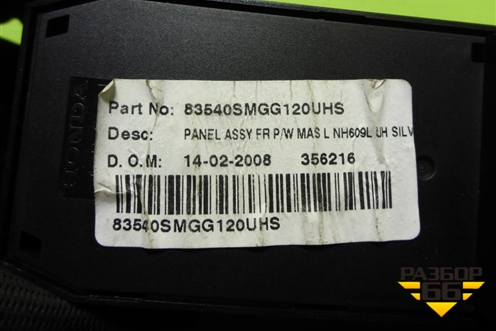 HONDA
Part No: 83540SMGG120UHS
Desc: PANEL ASSY FR P/W MAS L NH609L UH SILV
D. O. M: 14-02-2008 356216
83540SMGG120UHS
РАЗБОР
66